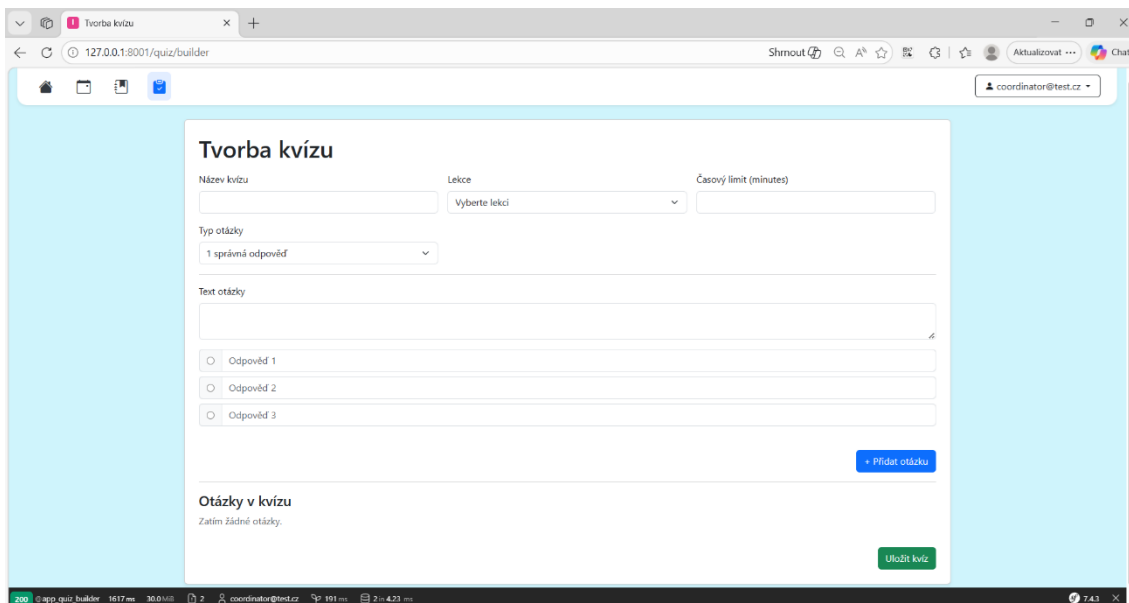 Tvorba kvízu
127.0.0.1:8001/quiz/builder
Shrnout
Aktualizovat
Chat
coordinator@test.cz
Tvorba kvízu
Název kvízu Lekce Časový limit (minutes)
Vyberte lekci
Typ otázky
1 správná odpověď
Text otázky
Odpověď 1
Odpověď 2
Odpověď 3
+ Přidat otázku
Otázky v kvízu
Zatím žádné otázky.
Uložit kvíz
200 @app_quiz_builder 1617 ms 30.0 MiB 2 coordinator@test.cz 191 ms 2 in 4.23 ms 7.4.3